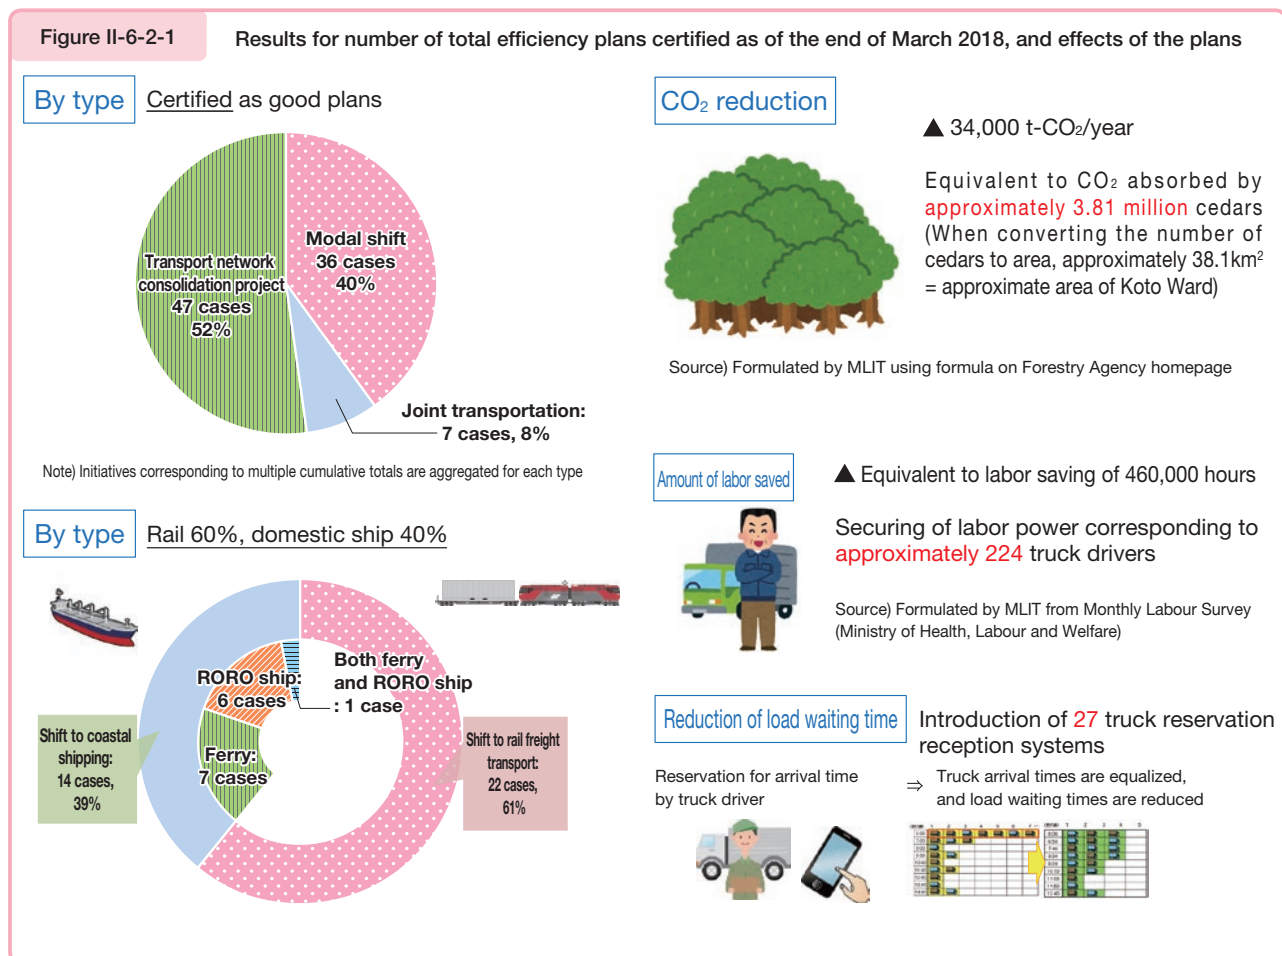 Figure II-6-2-1
Results for number of total efficiency plans certified as of the end of March 2018, and effects of the plans
By type
Certified as good plans
Modal shift
36 cases
40%
Transport network
consolidation project
47 cases
52%
Joint transportation:
7 cases, 8%
Note) Initiatives corresponding to multiple cumulative totals are aggregated for each type
By type
Rail 60%, domestic ship 40%
Both ferry
and RORO ship
: 1 case
RORO ship:
6 cases
Ferry:
7 cases
Shift to coastal
shipping:
14 cases,
39%
Shift to rail freight
transport:
22 cases,
61%
CO₂ reduction
▲ 34,000 t-CO₂/year
Equivalent to CO₂ absorbed by
approximately 3.81 million cedars
(When converting the number of
cedars to area, approximately 38.1km²
= approximate area of Koto Ward)
Source) Formulated by MLIT using formula on Forestry Agency homepage
Amount of labor saved
▲ Equivalent to labor saving of 460,000 hours
Securing of labor power corresponding to
approximately 224 truck drivers
Source) Formulated by MLIT from Monthly Labour Survey
(Ministry of Health, Labour and Welfare)
Reduction of load waiting time
Introduction of 27 truck reservation
reception systems
Reservation for arrival time
by truck driver
⇒ Truck arrival times are equalized,
and load waiting times are reduced